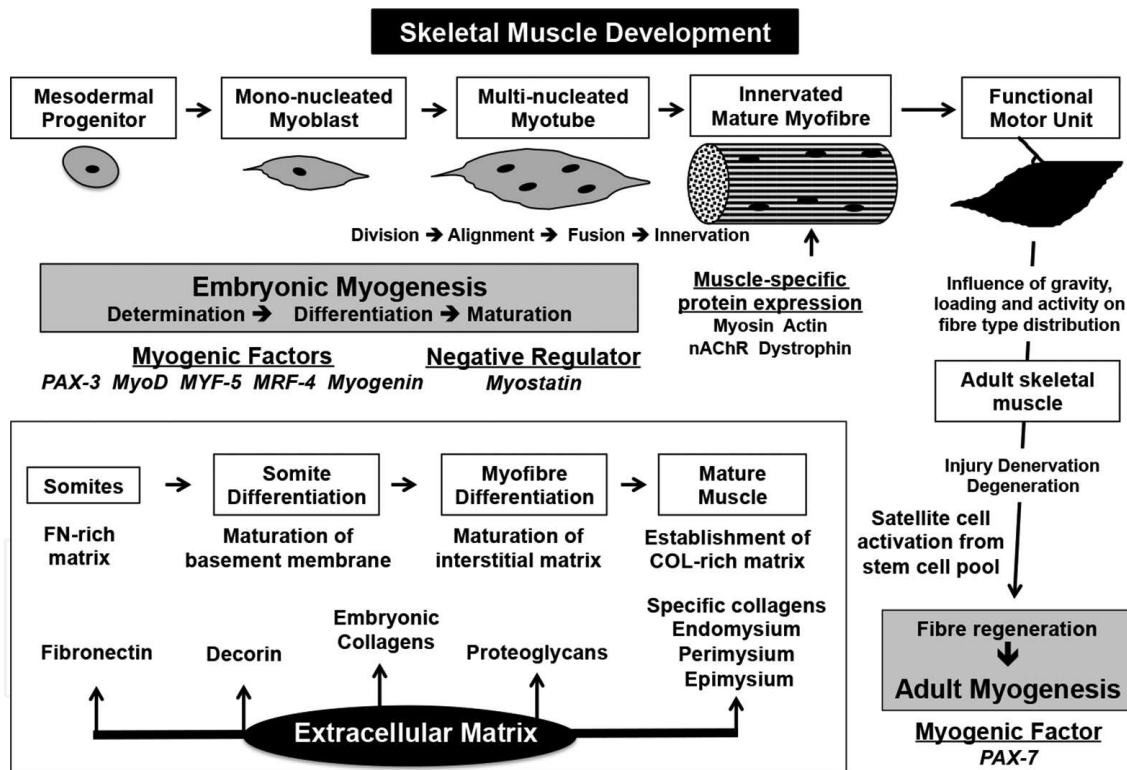 Skeletal Muscle Development
Mesodermal
Progenitor
Mono-nucleated
Myoblast
Multi-nucleated
Myotube
Innervated
Mature Myofibre
Functional
Motor Unit
Division ➔ Alignment ➔ Fusion ➔ Innervation
Embryonic Myogenesis
Determination ➔ Differentiation ➔ Maturation
Myogenic Factors
PAX-3 MyoD MYF-5 MRF-4 Myogenin
Negative Regulator
Myostatin
Muscle-specific
protein expression
Myosin Actin
nAChR Dystrophin
Influence of gravity,
loading and activity on
fibre type distribution
Adult skeletal
muscle
Injury Denervation
Degeneration
Satellite cell
activation from
stem cell pool
Fibre regeneration
Adult Myogenesis
Myogenic Factor
PAX-7
Somites
Somite
Differentiation
Myofibre
Differentiation
Mature
Muscle
FN-rich
matrix
Maturation of
basement membrane
Maturation of
interstitial matrix
Establishment of
COL-rich matrix
Fibronectin
Decorin
Embryonic
Collagens
Proteoglycans
Specific collagens
Endomysium
Perimysium
Epimysium
Extracellular Matrix